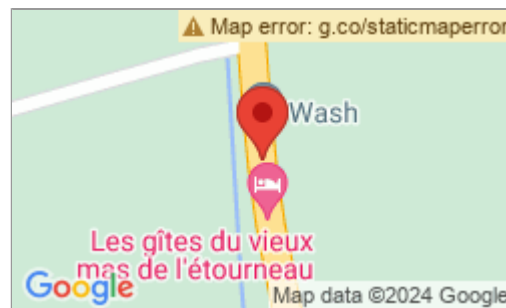 Map error: g.co/staticmaperror
Wash
Les gîtes du vieux
mas de l'étourneau
Google
Map data ©2024 Google